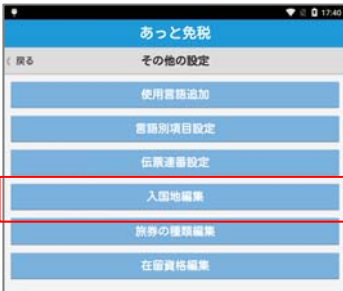 17:40
あっと免税
戻る その他の設定
使用言語追加
言語別項目設定
伝票連番設定
入国地編集
旅券の種類編集
在留資格編集